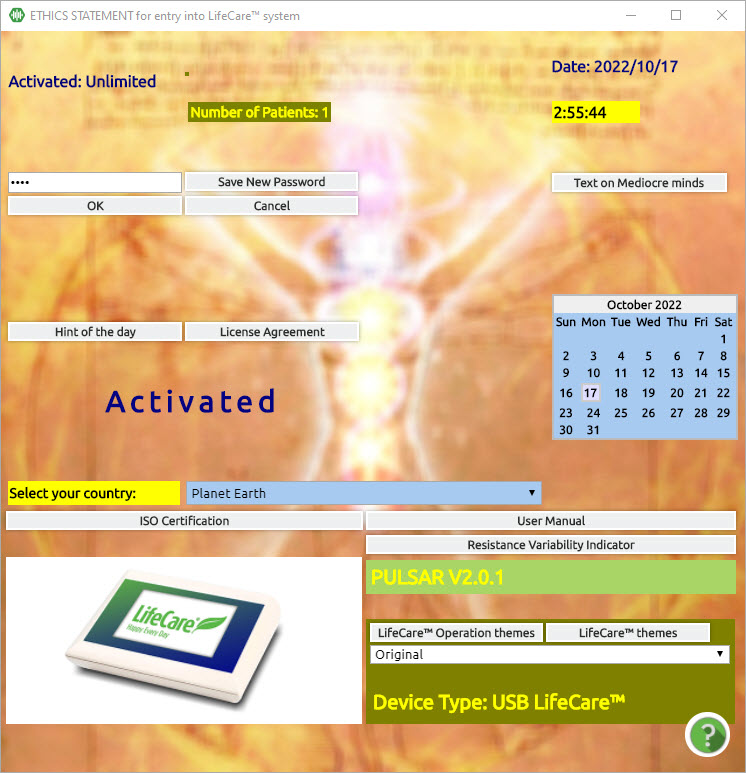 ETHICS STATEMENT for entry into LifeCare™ system
Activated: Unlimited
Date: 2022/10/17
Number of Patients: 1
2:55:44
••••
Save New Password
Text on Mediocre minds
OK
Cancel
October 2022
Sun Mon Tue Wed Thu Fri Sat
1
2 3 4 5 6 7 8
9 10 11 12 13 14 15
16 17 18 19 20 21 22
23 24 25 26 27 28 29
30 31
Hint of the day
License Agreement
Activated
Select your country:
Planet Earth
ISO Certification
User Manual
Resistance Variability Indicator
PULSAR V2.0.1
LifeCare®
Happy Every Day
LifeCare™ Operation themes
LifeCare™ themes
Original
Device Type: USB LifeCare™
?